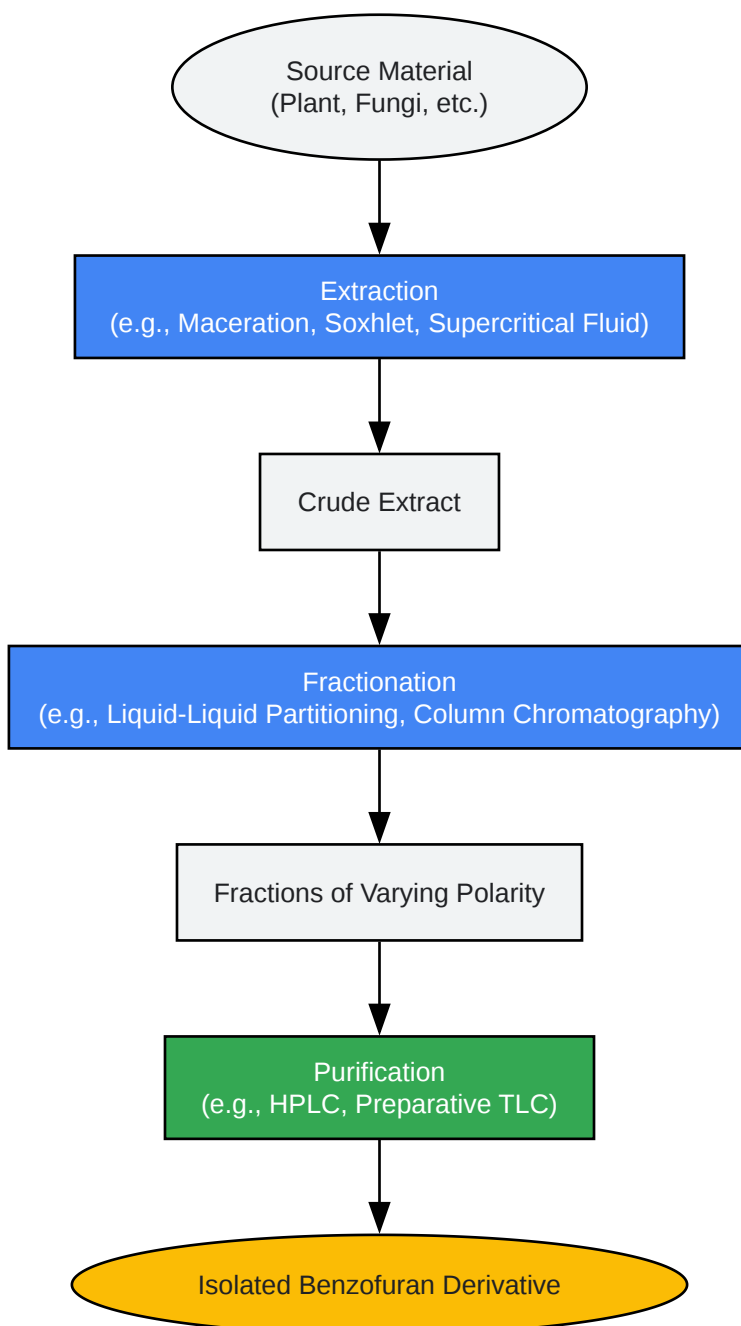 Source Material
(Plant, Fungi, etc.)
Extraction
(e.g., Maceration, Soxhlet, Supercritical Fluid)
Crude Extract
Fractionation
(e.g., Liquid-Liquid Partitioning, Column Chromatography)
Fractions of Varying Polarity
Purification
(e.g., HPLC, Preparative TLC)
Isolated Benzofuran Derivative